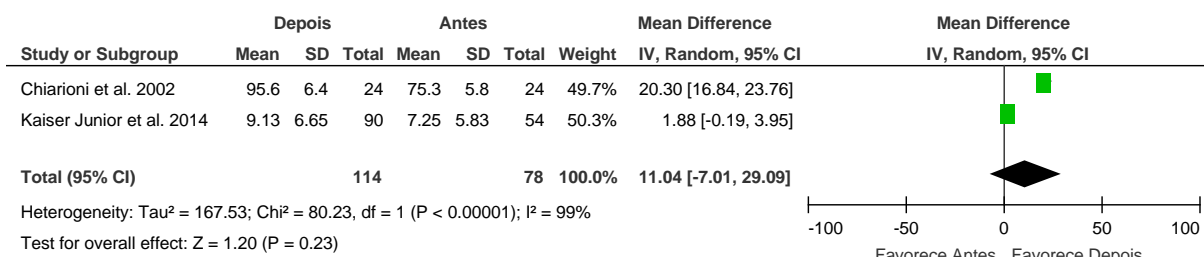 Depois Antes Mean Difference Mean Difference
Study or Subgroup Mean SD Total Mean SD Total Weight IV, Random, 95% CI IV, Random, 95% CI
Chiarioni et al. 2002 95.6 6.4 24 75.3 5.8 24 49.7% 20.30 [16.84, 23.76]
Kaiser Junior et al. 2014 9.13 6.65 90 7.25 5.83 54 50.3% 1.88 [-0.19, 3.95]
Total (95% CI) 114 78 100.0% 11.04 [-7.01, 29.09]
Heterogeneity: Tau² = 167.53; Chi² = 80.23, df = 1 (P < 0.00001); I² = 99%
Test for overall effect: Z = 1.20 (P = 0.23)
-100 -50 0 50 100
Favorece Antes Favorece Depois